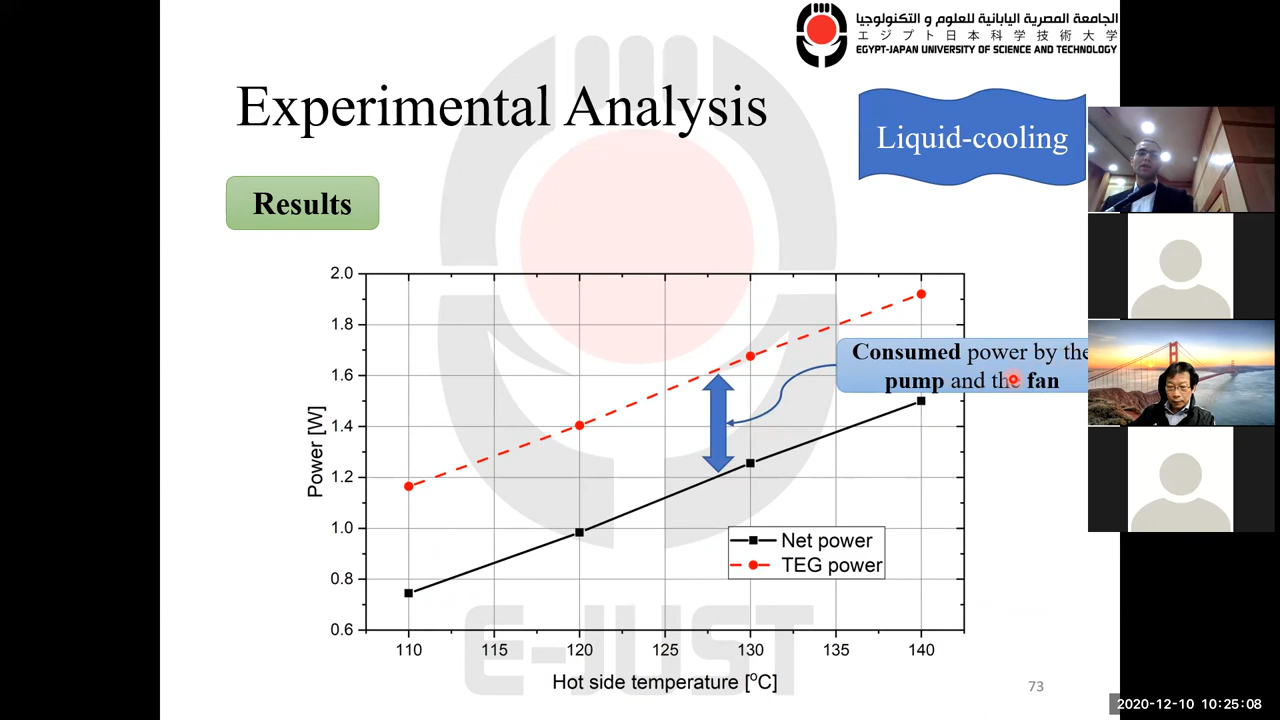 الجامعة المصرية اليابانية للعلوم و التكنولوجيا
エジプト日本科学技術大学
EGYPT-JAPAN UNIVERSITY OF SCIENCE AND TECHNOLOGY
Experimental Analysis
Liquid-cooling
Results
2.0
1.8
1.6
1.4
1.2
1.0
0.8
0.6
Power [W]
Consumed power by the
pump and the fan
Net power
TEG power
110 115 120 125 130 135 140
Hot side temperature [°C]
E-JUST
73
2020-12-10 10:25:08